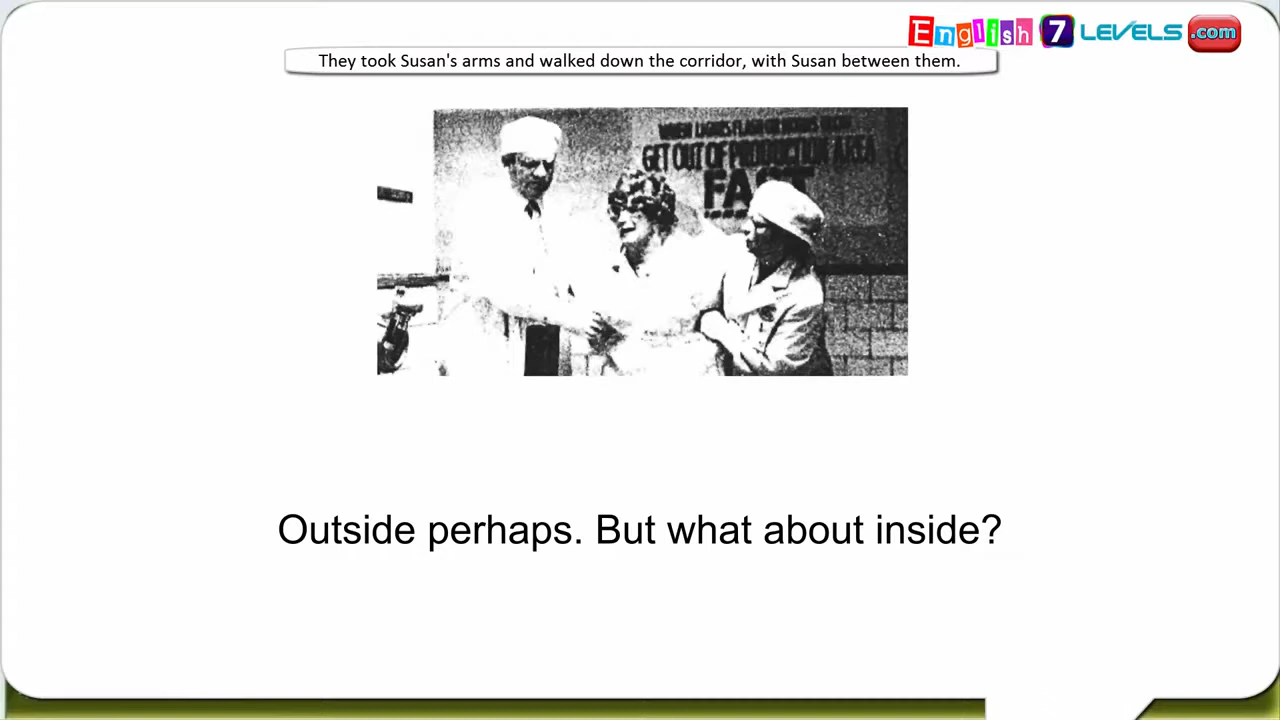 English 7 LEVELS .com
They took Susan's arms and walked down the corridor, with Susan between them.
GET OUT OF PRODUCTION AREA
FAST
Outside perhaps. But what about inside?